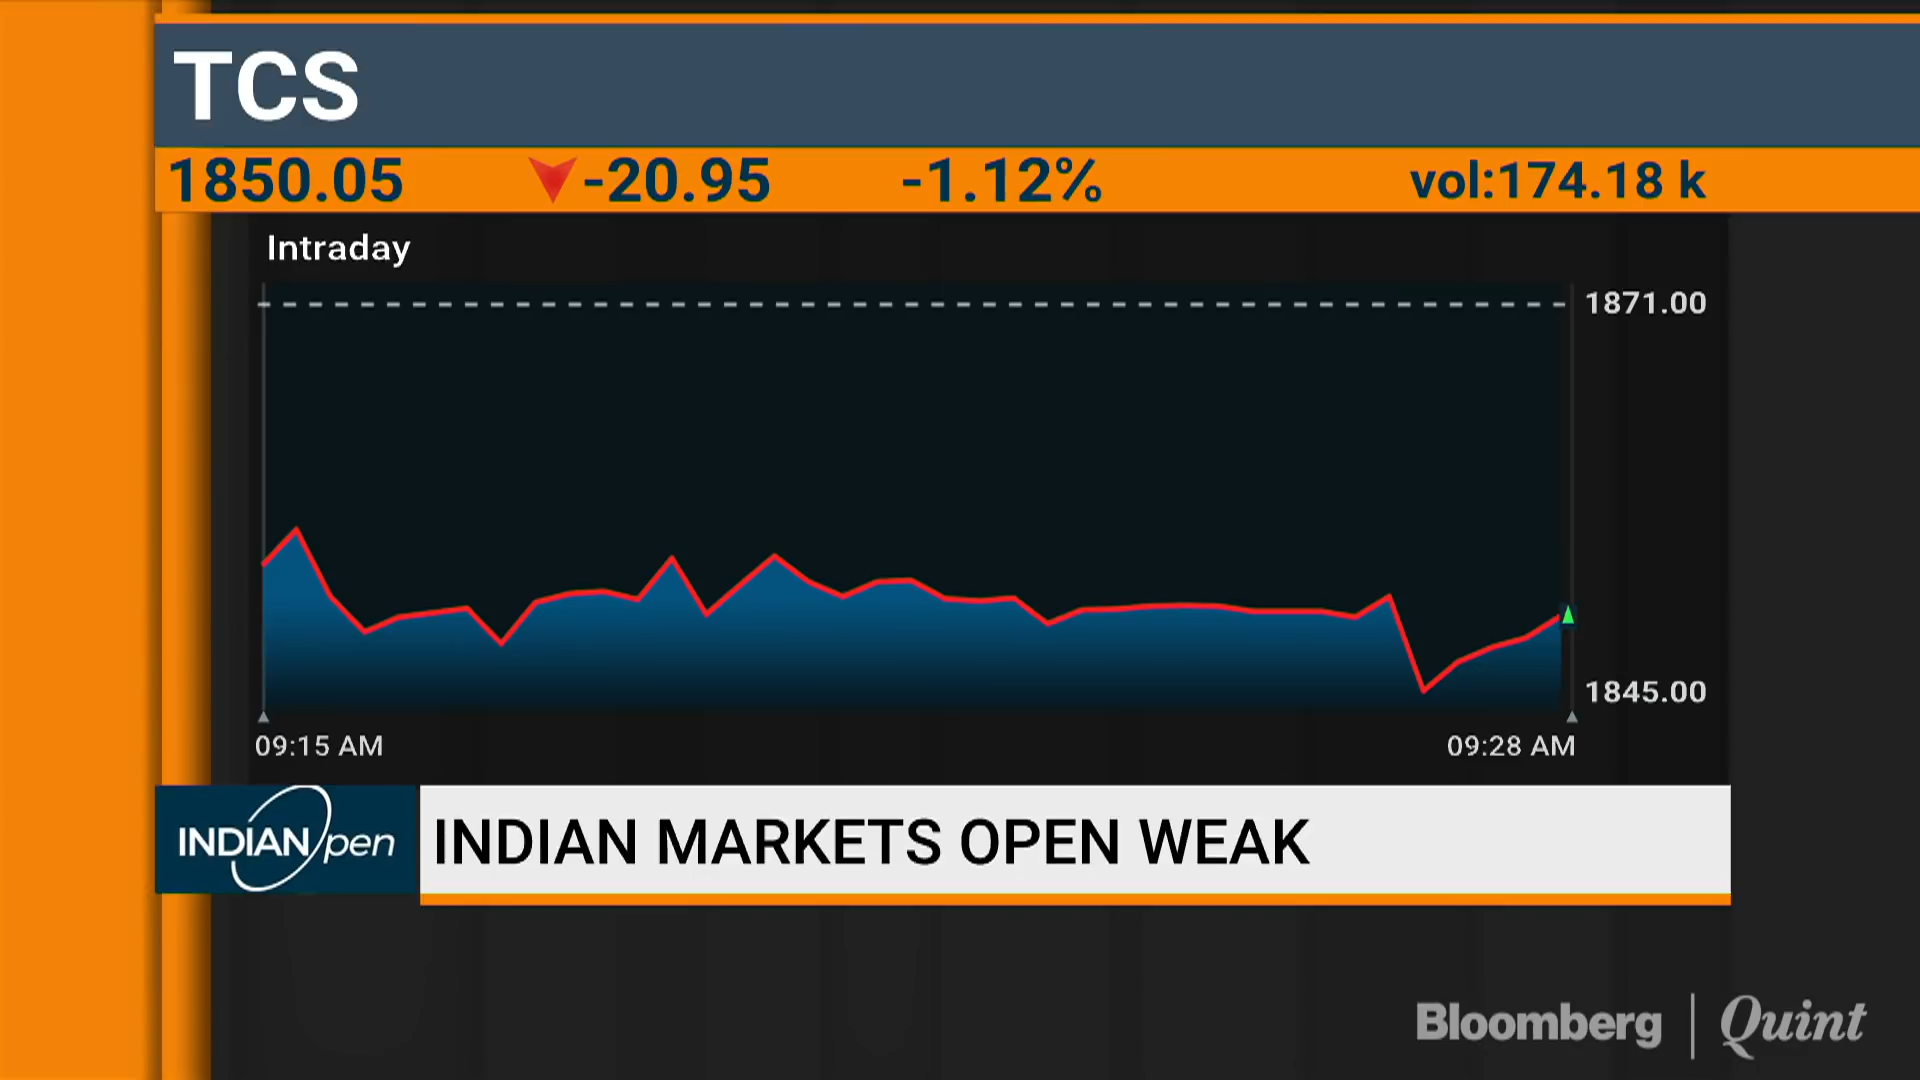 TCS
1850.05 -20.95 -1.12% vol:174.18 k
Intraday
1871.00
1845.00
09:15 AM 09:28 AM
INDIAN Open INDIAN MARKETS OPEN WEAK
Bloomberg | Quint